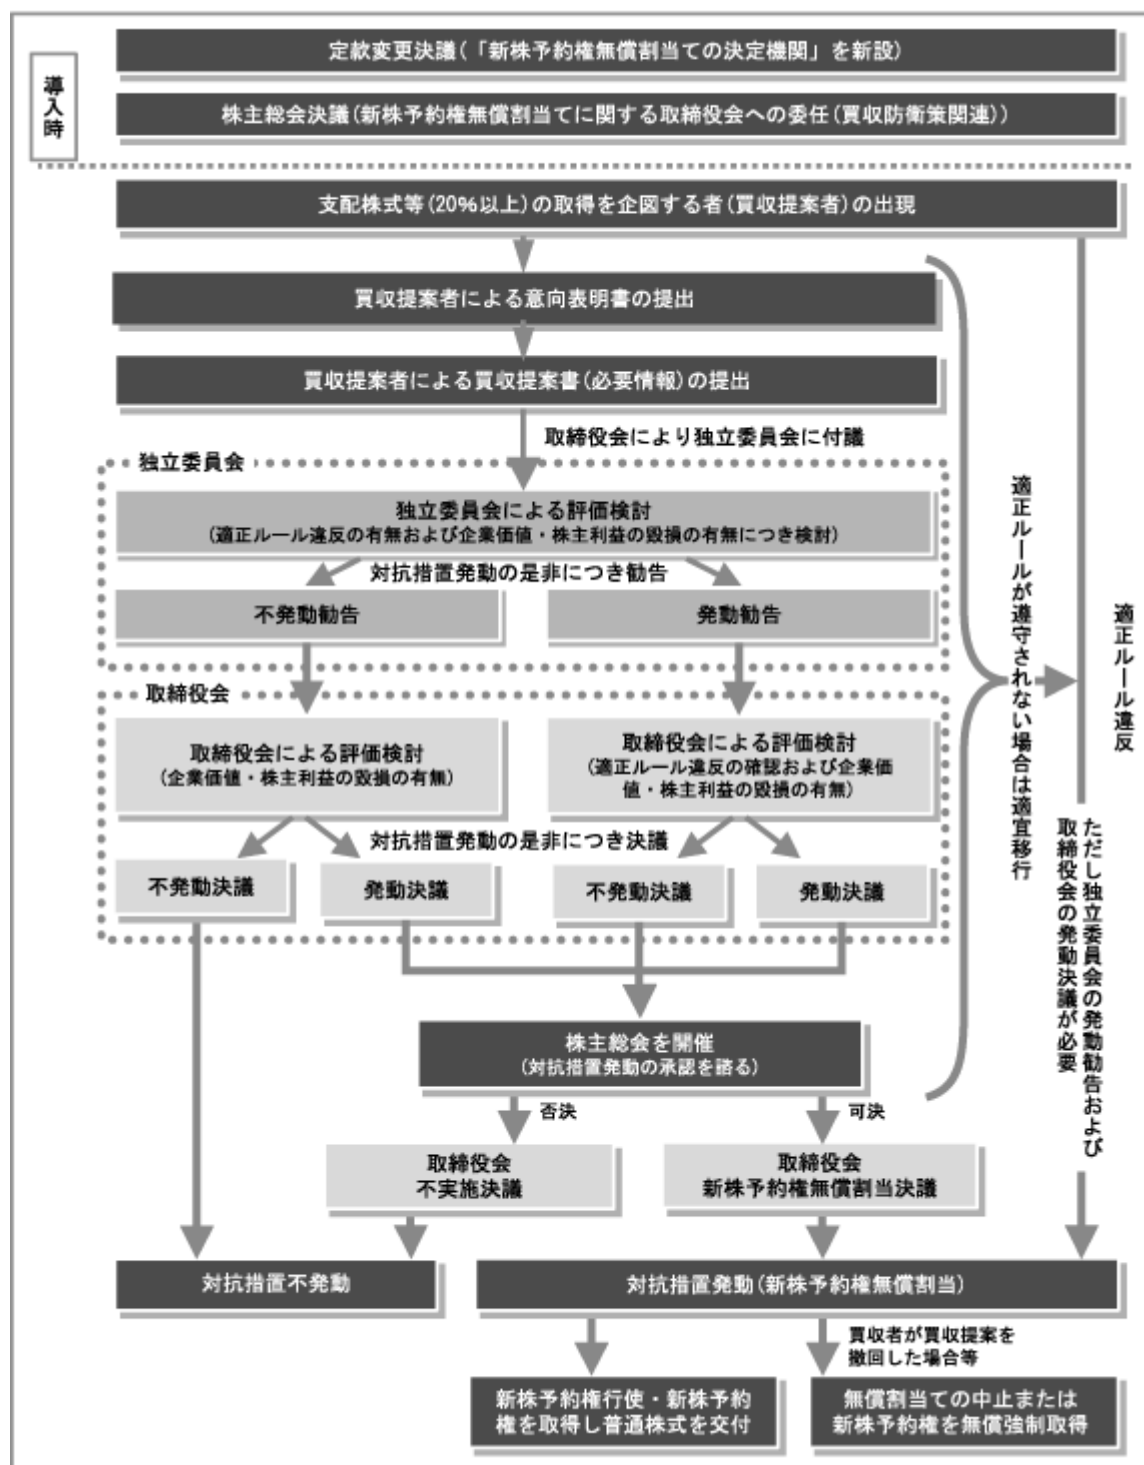 定款変更決議(「新株予約権無償割当ての決定機関」を新設)
導入時
株主総会決議(新株予約権無償割当てに関する取締役会への委任(買収防衛策関連))
支配株式等(20%以上)の取得を企図する者(買収提案者)の出現
買収提案者による意向表明書の提出
買収提案者による買収提案書(必要情報)の提出
取締役会により独立委員会に付議
独立委員会
独立委員会による評価検討
(適正ルール違反の有無および企業価値・株主利益の毀損の有無につき検討)
対抗措置発動の是非につき勧告
不発動勧告
発動勧告
取締役会
取締役会による評価検討
(企業価値・株主利益の毀損の有無)
取締役会による評価検討
(適正ルール違反の確認および企業価
値・株主利益の毀損の有無)
対抗措置発動の是非につき決議
不発動決議
発動決議
不発動決議
発動決議
適正ルールが遵守されない場合は適宜移行
適正ルール違反
ただし独立委員会の発動勧告および
取締役会の発動決議が必要
株主総会を開催
(対抗措置発動の承認を諮る)
否決
可決
取締役会
不実施決議
取締役会
新株予約権無償割当決議
対抗措置不発動
対抗措置発動(新株予約権無償割当)
買収者が買収提案を
撤回した場合等
新株予約権行使・新株予約
権を取得し普通株式を交付
無償割当ての中止または
新株予約権を無償強制取得